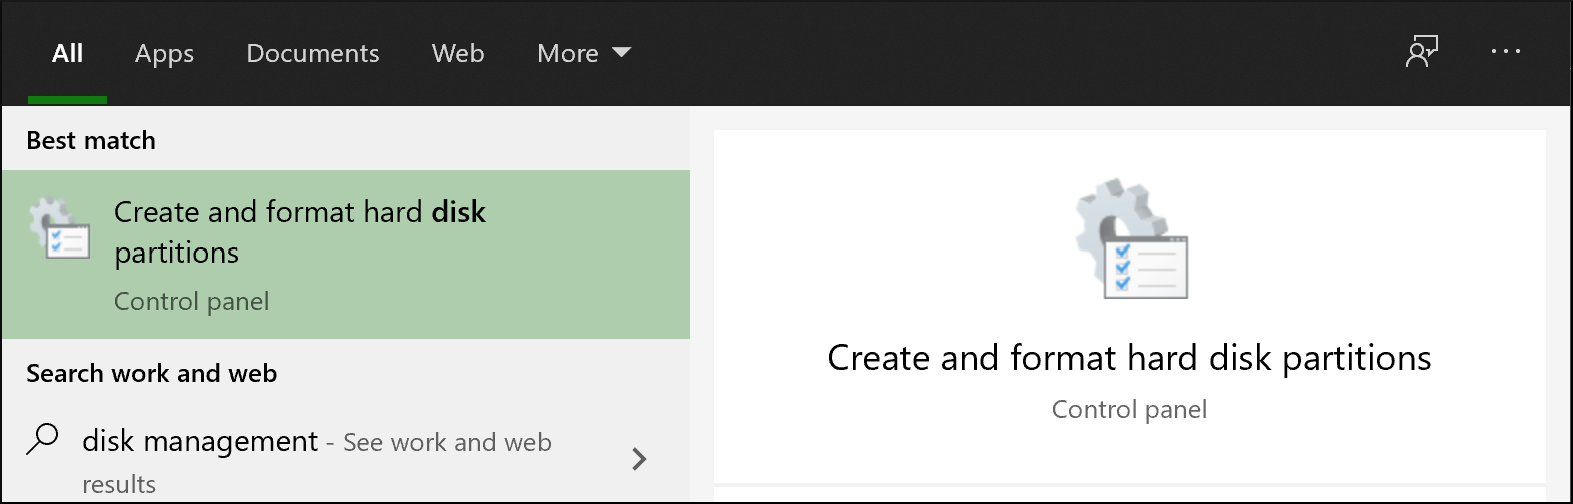 All Apps Documents Web More
Best match
Create and format hard disk
partitions
Control panel
Search work and web
disk management - See work and web
results
Create and format hard disk partitions
Control panel